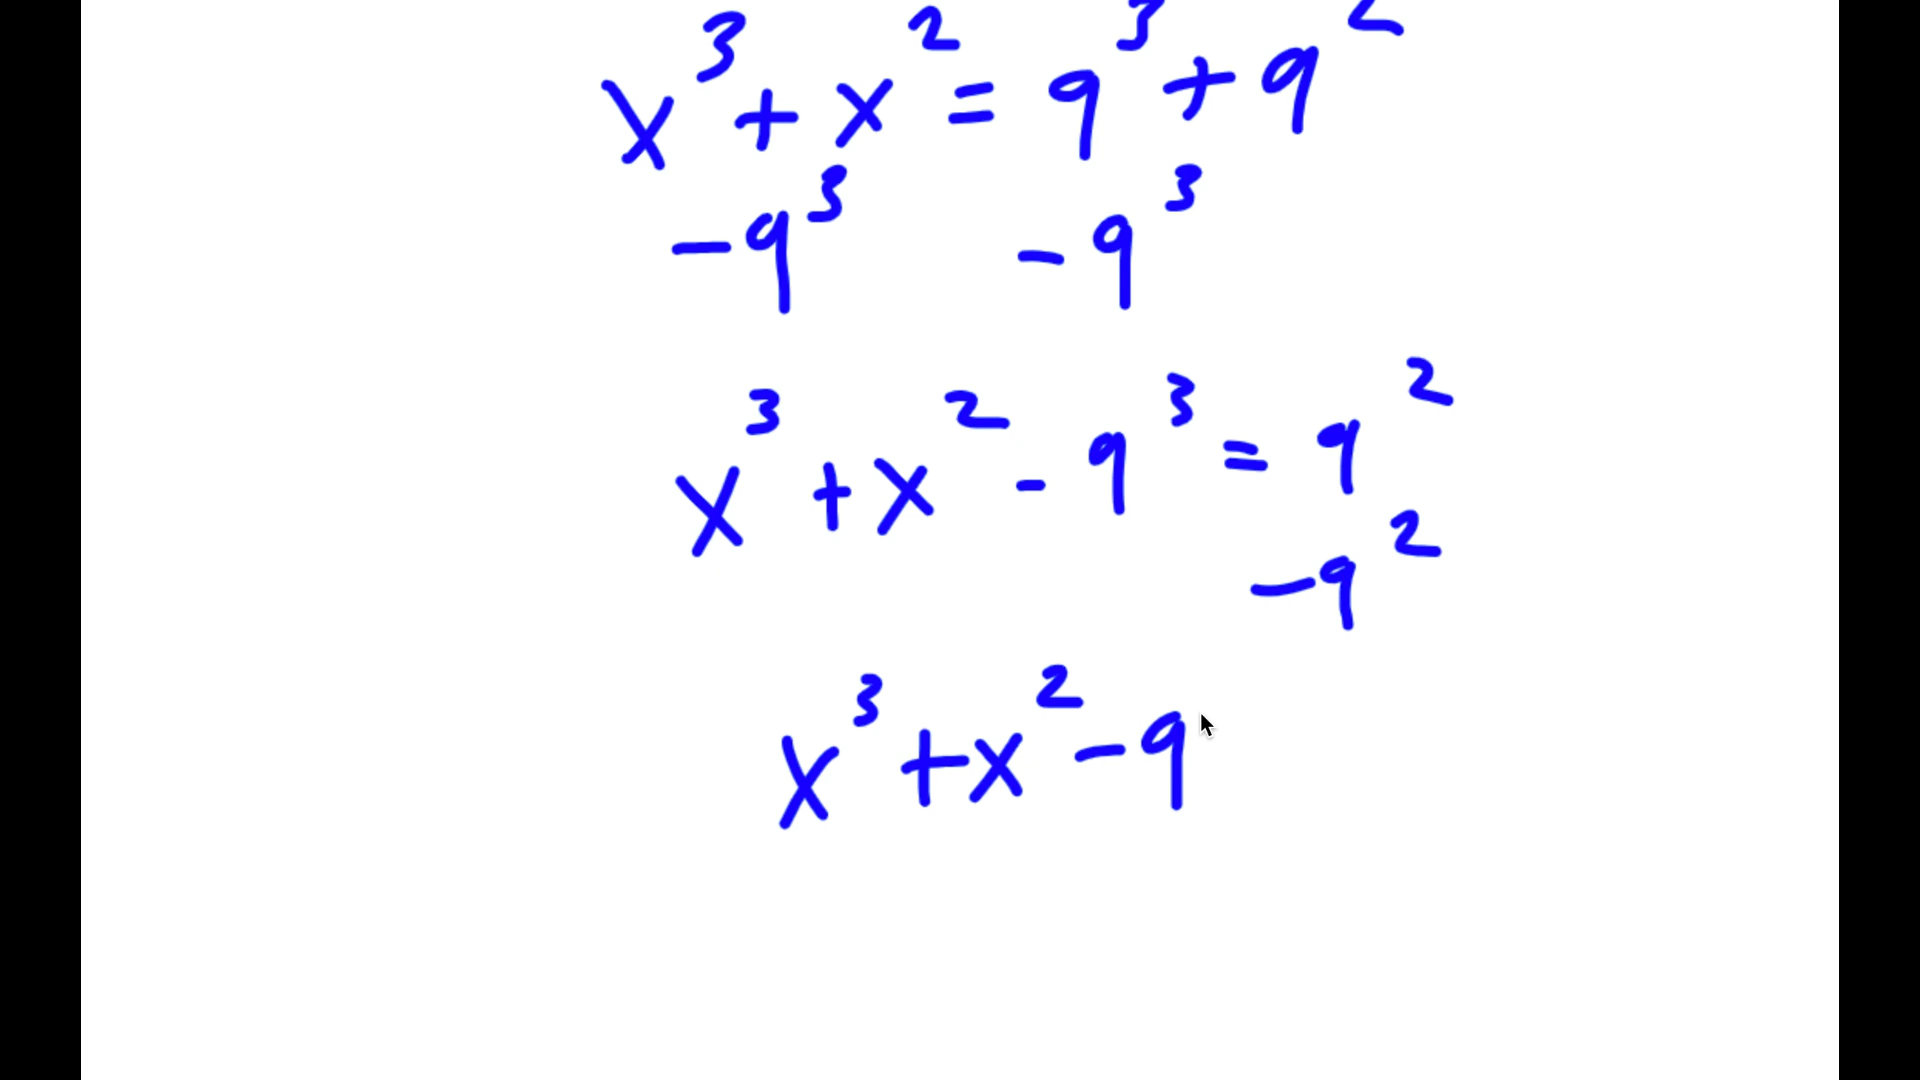 x³ + x² = 9³ + 9²
-9³ -9³
x³ + x² - 9³ = 9²
-9²
x³ + x² - 9